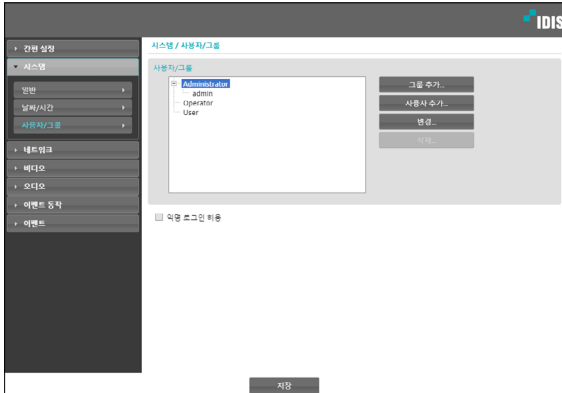 IDIS
간편 설정
시스템
일반
날짜/시간
사용자/그룹
네트워크
비디오
오디오
이벤트 동작
이벤트
시스템 / 사용자/그룹
사용자/그룹
Administrator
admin
Operator
User
그룹 추가...
사용자 추가...
변경...
삭제...
익명 로그인 허용
저장